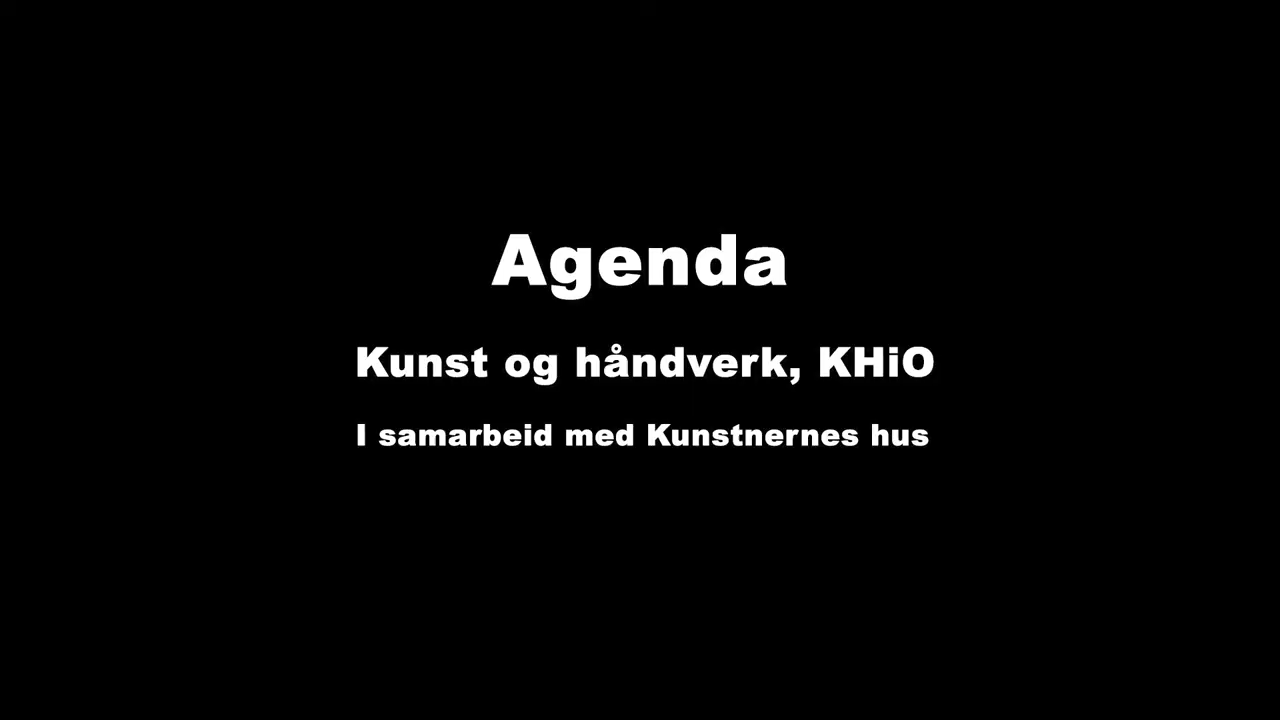 Agenda
Kunst og håndverk, KHiO
I samarbeid med Kunstnernes hus